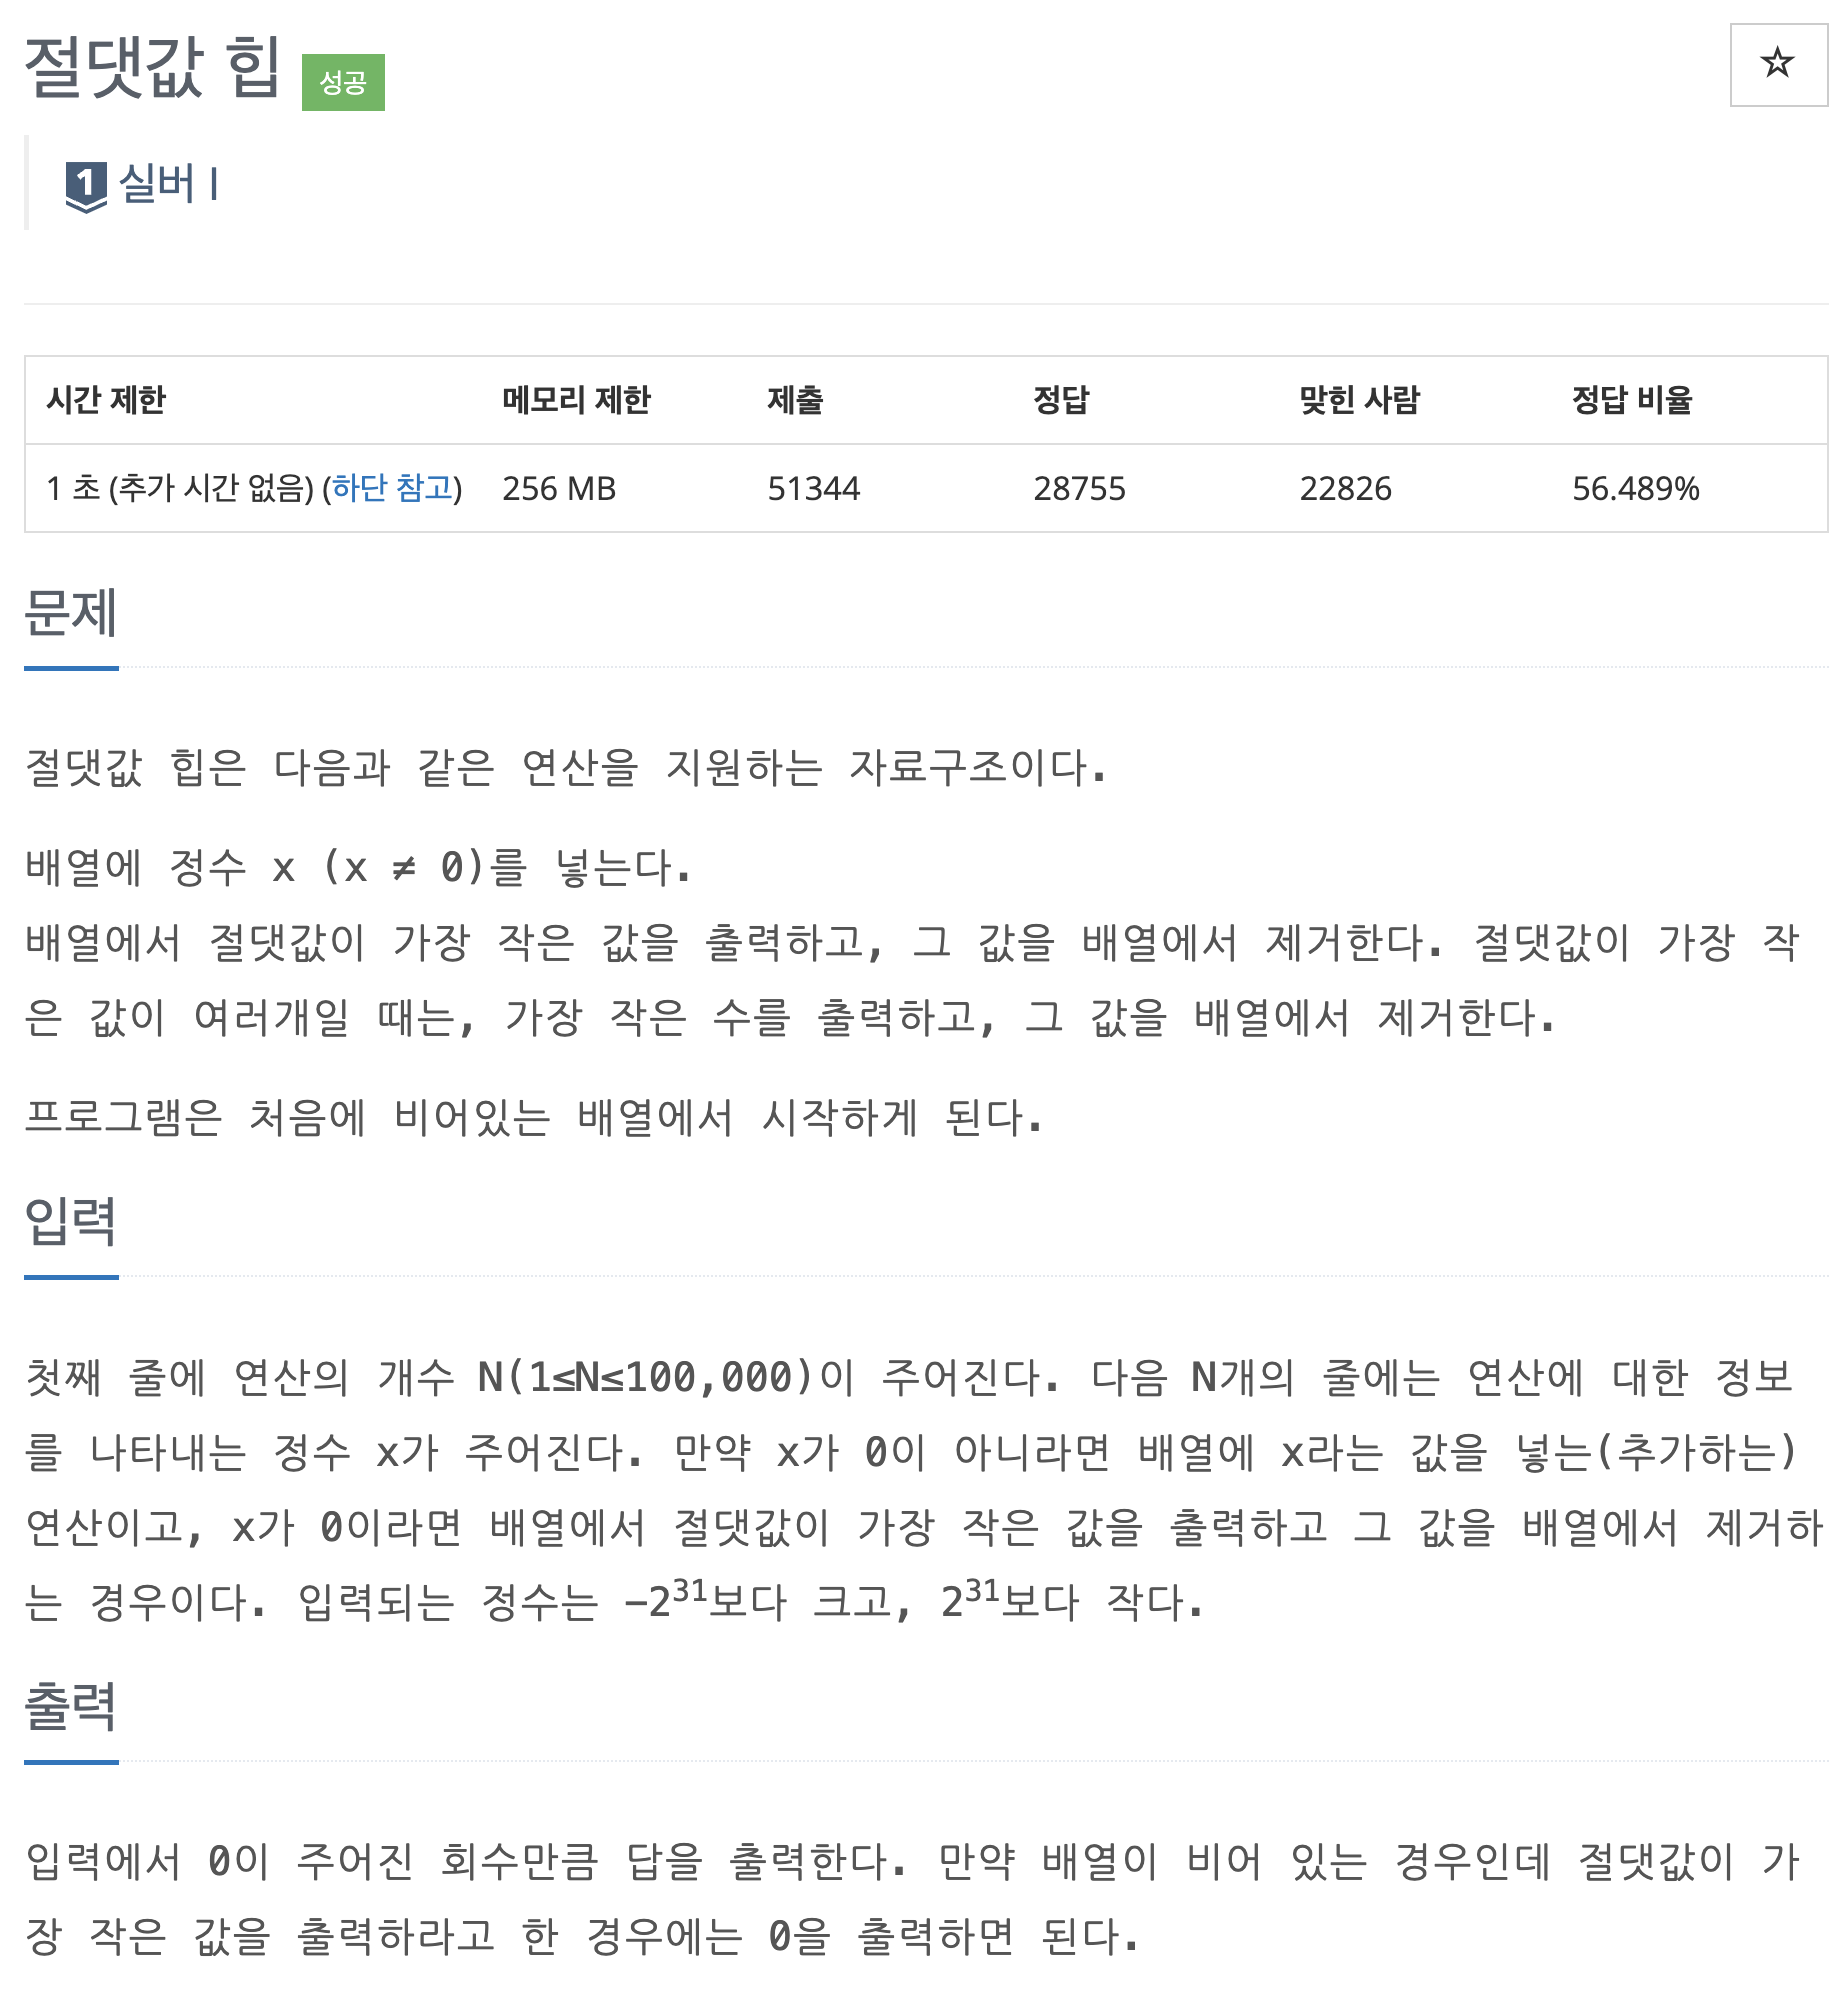 절댓값 힙 성공
1 실버 I
시간 제한 메모리 제한 제출 정답 맞힌 사람 정답 비율
1 초 (추가 시간 없음) (하단 참고) 256 MB 51344 28755 22826 56.489%
문제
절댓값 힙은 다음과 같은 연산을 지원하는 자료구조이다.
배열에 정수 x (x ≠ 0)를 넣는다.
배열에서 절댓값이 가장 작은 값을 출력하고, 그 값을 배열에서 제거한다. 절댓값이 가장 작
은 값이 여러개일 때는, 가장 작은 수를 출력하고, 그 값을 배열에서 제거한다.
프로그램은 처음에 비어있는 배열에서 시작하게 된다.
입력
첫째 줄에 연산의 개수 N(1≤N≤100,000)이 주어진다. 다음 N개의 줄에는 연산에 대한 정보
를 나타내는 정수 x가 주어진다. 만약 x가 0이 아니라면 배열에 x라는 값을 넣는(추가하는)
연산이고, x가 0이라면 배열에서 절댓값이 가장 작은 값을 출력하고 그 값을 배열에서 제거하
는 경우이다. 입력되는 정수는 -2³¹보다 크고, 2³¹보다 작다.
출력
입력에서 0이 주어진 회수만큼 답을 출력한다. 만약 배열이 비어 있는 경우인데 절댓값이 가
장 작은 값을 출력하라고 한 경우에는 0을 출력하면 된다.